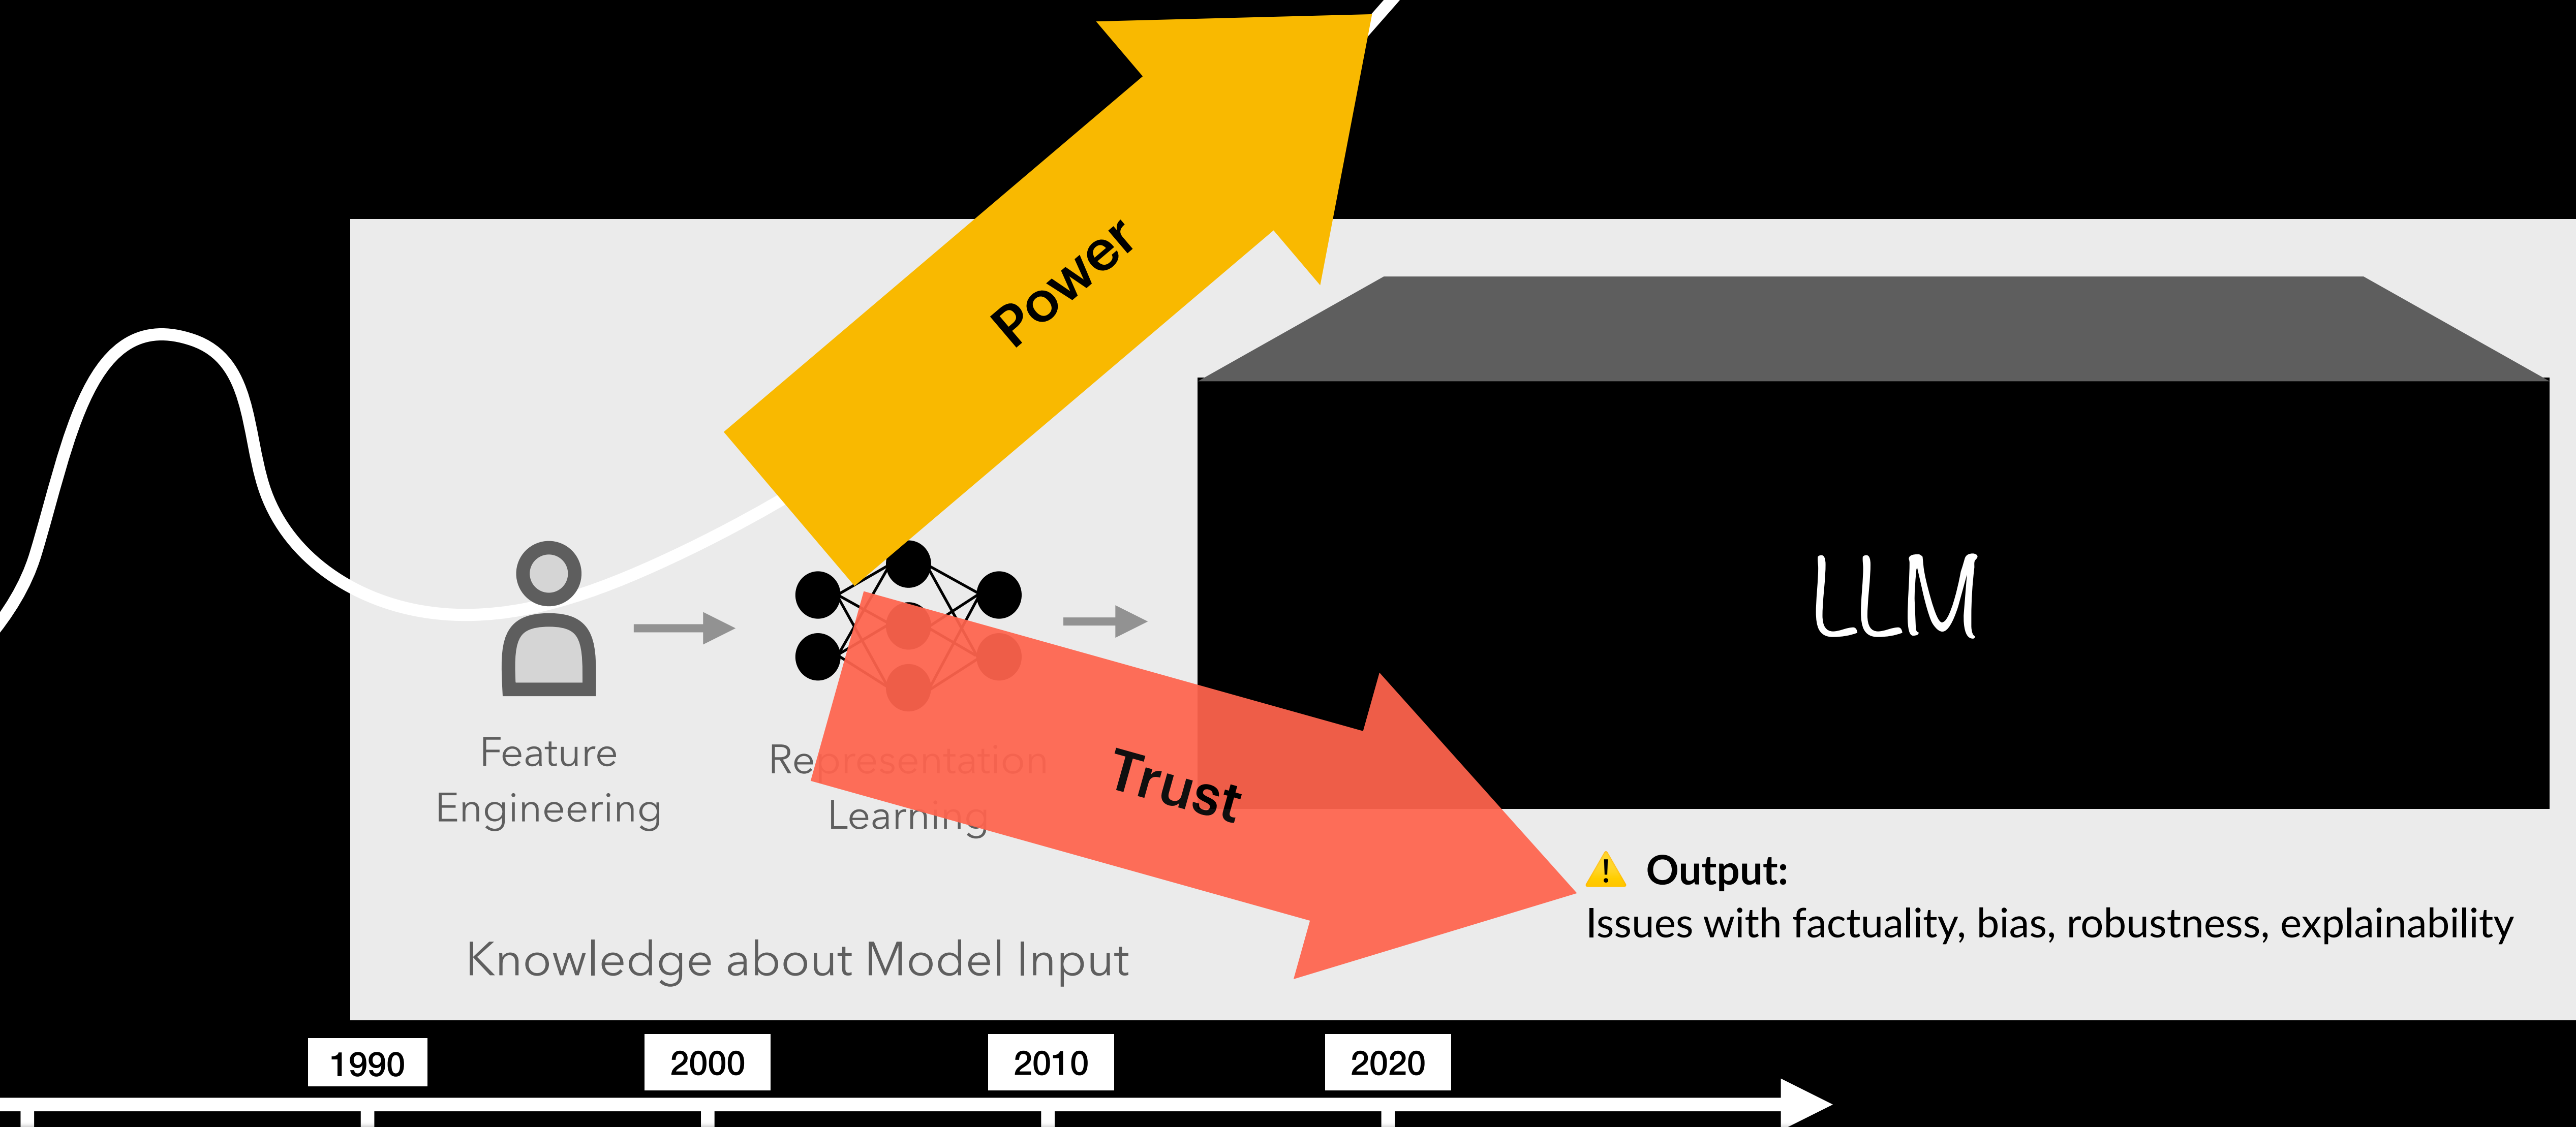 Power
LLM
Feature
Engineering
Representation
Learning
Trust
Output:
Issues with factuality, bias, robustness, explainability
Knowledge about Model Input
1990
2000
2010
2020